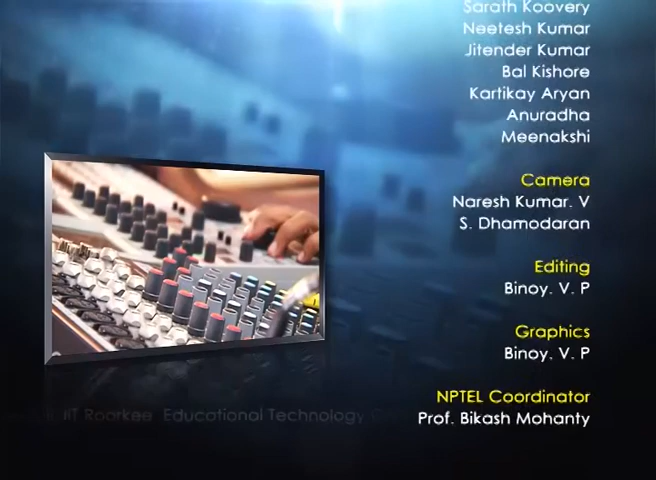 Sarath Koovery
Neetesh Kumar
Jitender Kumar
Bal Kishore
Kartikay Aryan
Anuradha
Meenakshi
Camera
Naresh Kumar. V
S. Dhamodaran
Editing
Binoy. V. P
Graphics
Binoy. V. P
NPTEL Coordinator
Prof. Bikash Mohanty
IIT Roorkee Educational Technology